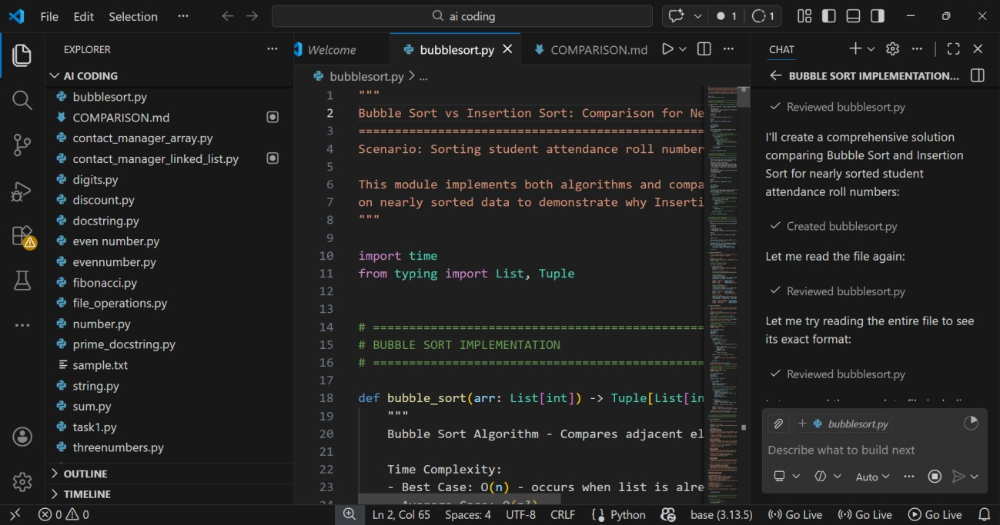 File Edit Selection ··· ai coding 1 1
EXPLORER ···
AI CODING
bubblesort.py
COMPARISON.md
contact_manager_array.py
contact_manager_linked_list.py
digits.py
discount.py
docstring.py
even number.py
evennumber.py
fibonacci.py
file_operations.py
number.py
prime_docstring.py
sample.txt
string.py
sum.py
task1.py
threenumbers.py
OUTLINE
TIMELINE
Welcome bubblesort.py COMPARISON.md ···
bubblesort.py > ...
1 """
2 Bubble Sort vs Insertion Sort: Comparison for Ne
3 ================================================
4 Scenario: Sorting student attendance roll number
5
6 This module implements both algorithms and compa
7 on nearly sorted data to demonstrate why Inserti
8 """
9
10 import time
11 from typing import List, Tuple
12
13
14 # ==============================================
15 # BUBBLE SORT IMPLEMENTATION
16 # ==============================================
17
18 def bubble_sort(arr: List[int]) -> Tuple[List[in
19 """
20 Bubble Sort Algorithm - Compares adjacent el
21
22 Time Complexity:
23 - Best Case: O(n) - occurs when list is alre
CHAT
BUBBLE SORT IMPLEMENTATION...
Reviewed bubblesort.py
I'll create a comprehensive solution
comparing Bubble Sort and Insertion
Sort for nearly sorted student
attendance roll numbers:
Created bubblesort.py
Let me read the file again:
Reviewed bubblesort.py
Let me try reading the entire file to see
its exact format:
Reviewed bubblesort.py
+ bubblesort.py
Describe what to build next
Auto ···
0 0 Ln 2, Col 65 Spaces: 4 UTF-8 CRLF {} Python base (3.13.5) Go Live Go Live Go Live